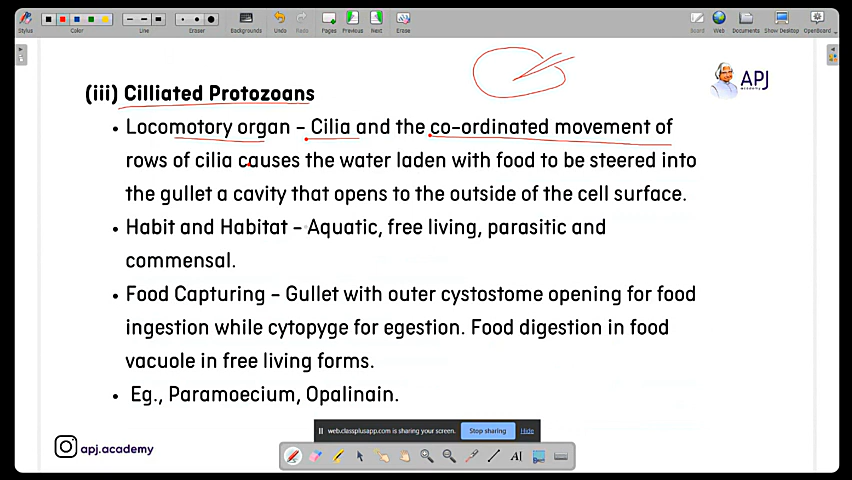 Stylus
Color
Line
Eraser
Backgrounds
Undo
Redo
Pages
Previous
Next
Erase
Board
Web
Documents
Show Desktop
OpenBoard
APJ
academy
(iii) Cilliated Protozoans
• Locomotory organ – Cilia and the co-ordinated movement of
rows of cilia causes the water laden with food to be steered into
the gullet a cavity that opens to the outside of the cell surface.
• Habit and Habitat – Aquatic, free living, parasitic and
commensal.
• Food Capturing – Gullet with outer cystostome opening for food
ingestion while cytopyge for egestion. Food digestion in food
vacuole in free living forms.
• Eg., Paramoecium, Opalinain.
web.classplusapp.com is sharing your screen.
Stop sharing
Hide
apj.academy